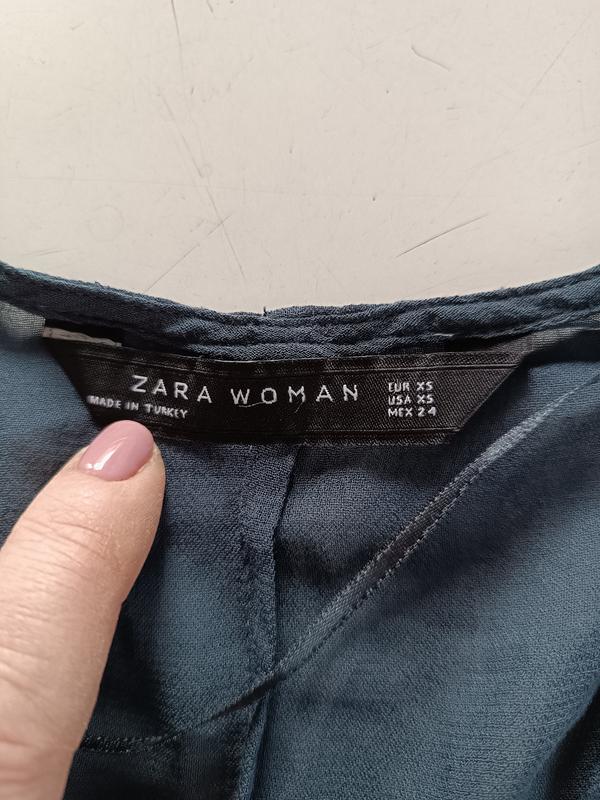 ZARA WOMAN
MADE IN TURKEY
EUR XS
USA XS
MEX 24